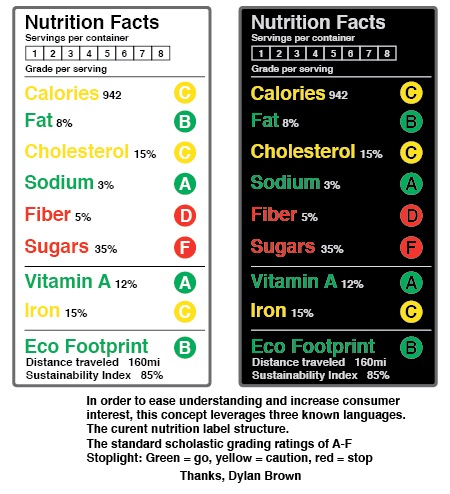 Nutrition Facts
Servings per container
1 2 3 4 5 6 7 8
Grade per serving
Calories 942 C
Fat 8% B
Cholesterol 15% C
Sodium 3% A
Fiber 5% D
Sugars 35% F
Vitamin A 12% A
Iron 15% C
Eco Footprint B
Distance traveled 160mi
Sustainability Index 85%
Nutrition Facts
Servings per container
1 2 3 4 5 6 7 8
Grade per serving
Calories 942 C
Fat 8% B
Cholesterol 15% C
Sodium 3% A
Fiber 5% D
Sugars 35% F
Vitamin A 12% A
Iron 15% C
Eco Footprint B
Distance traveled 160mi
Sustainability Index 85%
In order to ease understanding and increase consumer
interest, this concept leverages three known languages.
The curent nutrition label structure.
The standard scholastic grading ratings of A-F
Stoplight: Green = go, yellow = caution, red = stop
Thanks, Dylan Brown